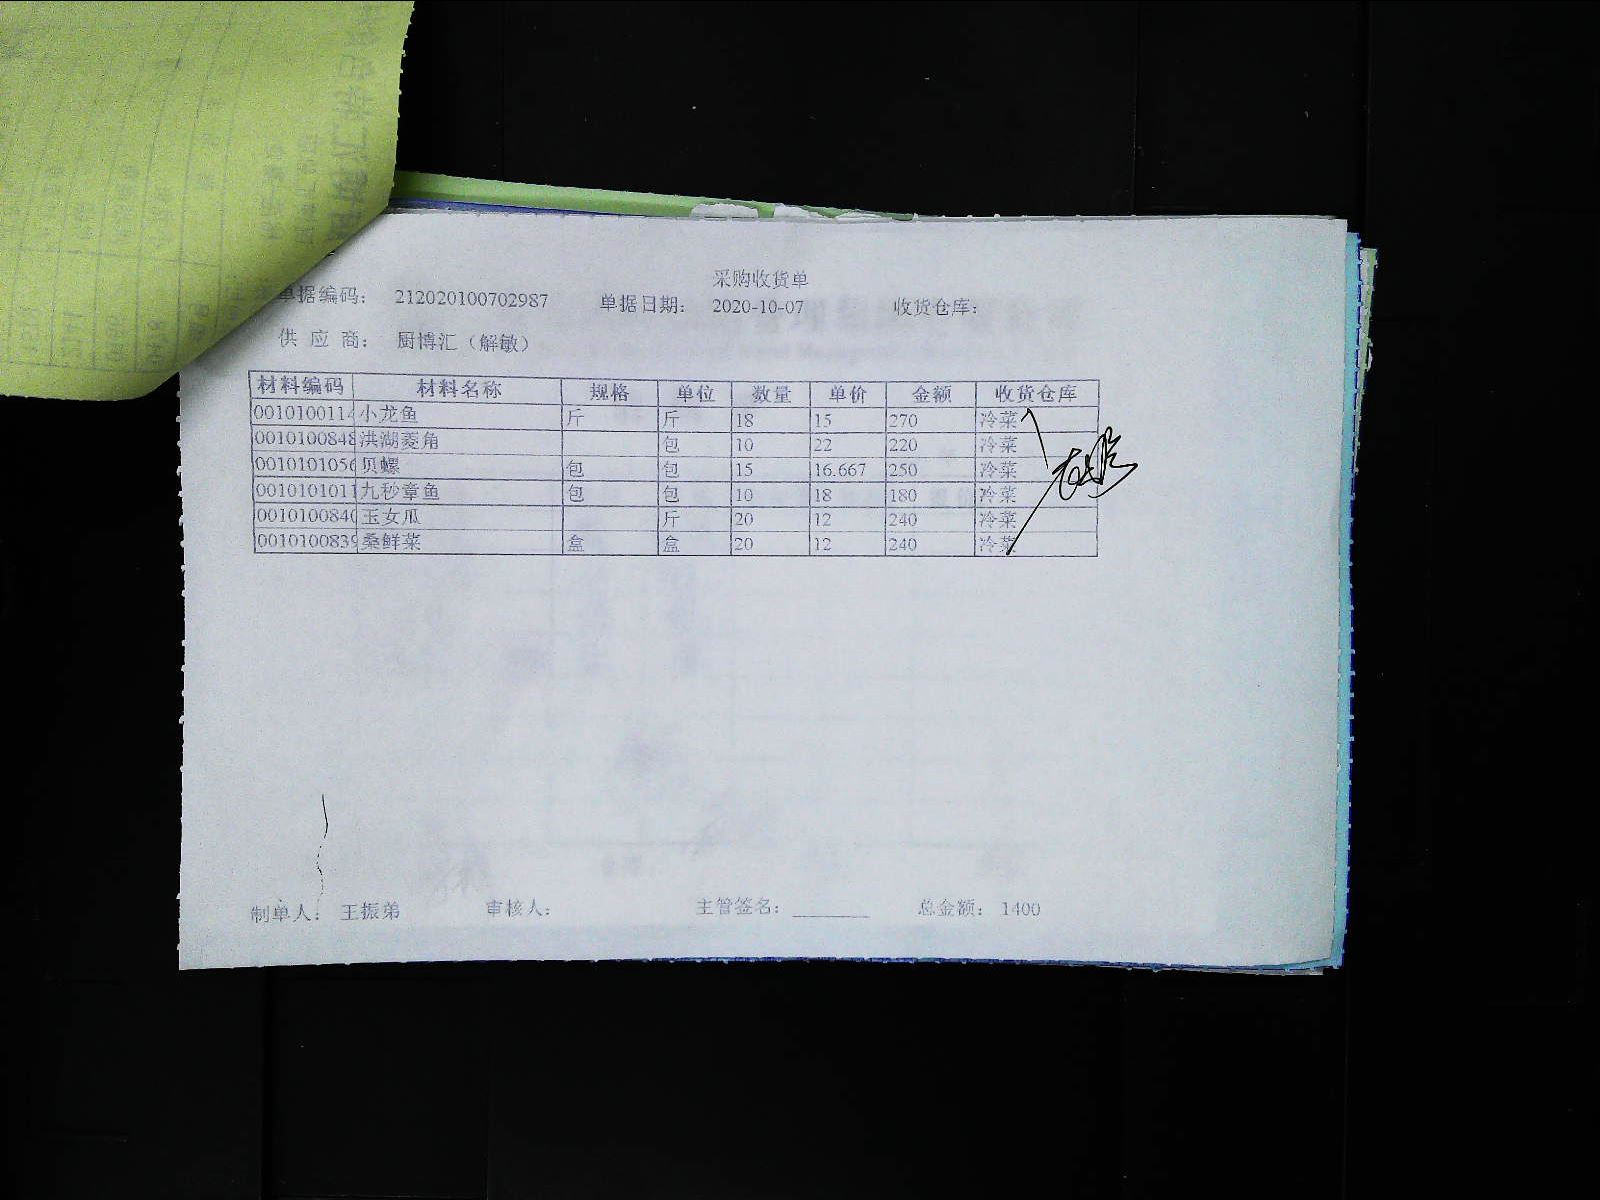 采购收货单
单据编码： 212020100702987 单据日期： 2020-10-07 收货仓库：
供 应 商： 厨博汇（解敏）
材料编码 材料名称 规格 单位 数量 单价 金额 收货仓库
0010100114 小龙鱼 斤 斤 18 15 270 冷菜
0010100848 洪湖菱角 包 10 22 220 冷菜
0010101056 贝螺 包 包 15 16.667 250 冷菜
0010101011 九秒章鱼 包 包 10 18 180 冷菜
0010100840 玉女瓜 斤 20 12 240 冷菜
0010100839 桑鲜菜 盒 盒 20 12 240 冷菜
制单人： 王振弟 审核人： 主管签名： 总金额： 1400